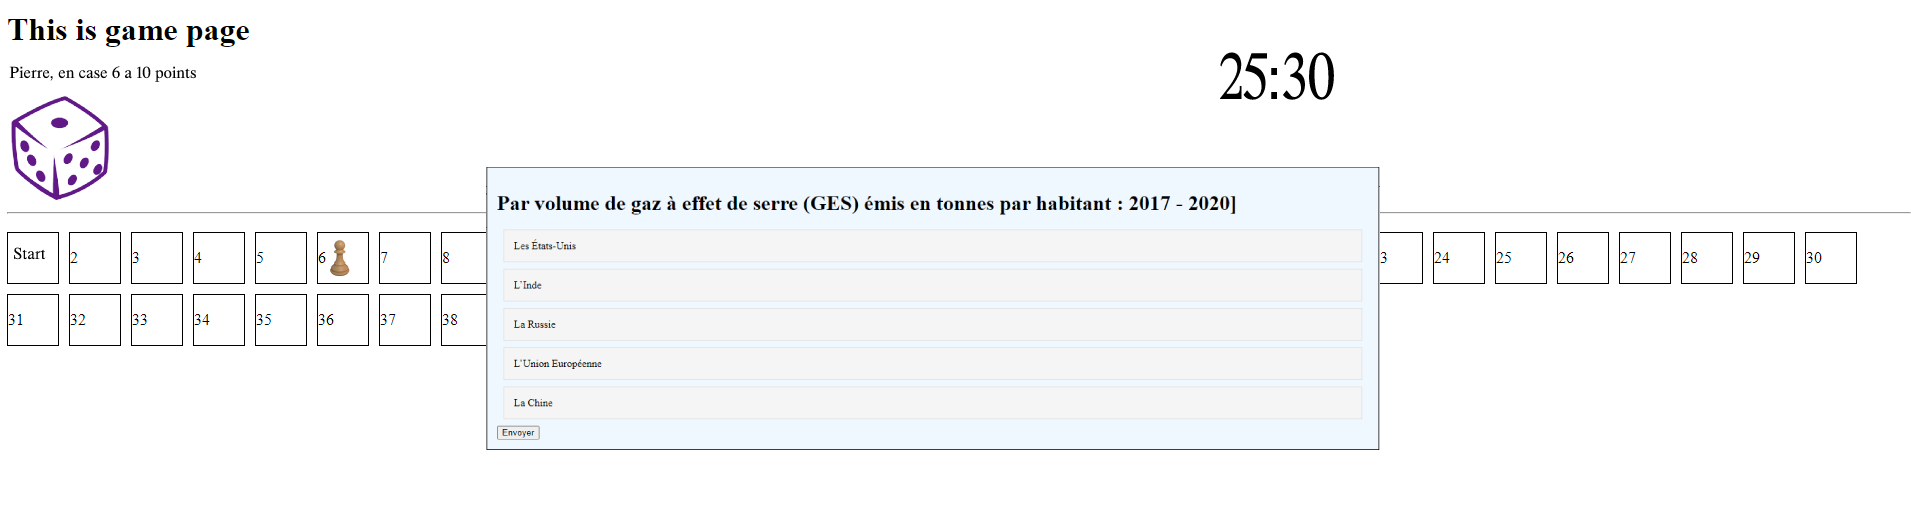 This is game page
Pierre, en case 6 a 10 points
25:30
Par volume de gaz à effet de serre (GES) émis en tonnes par habitant : 2017 - 2020]
Les États-Unis
L'Inde
La Russie
L'Union Européenne
La Chine
Envoyer
Start 2 3 4 5 6 7 8 3 24 25 26 27 28 29 30
31 32 33 34 35 36 37 38